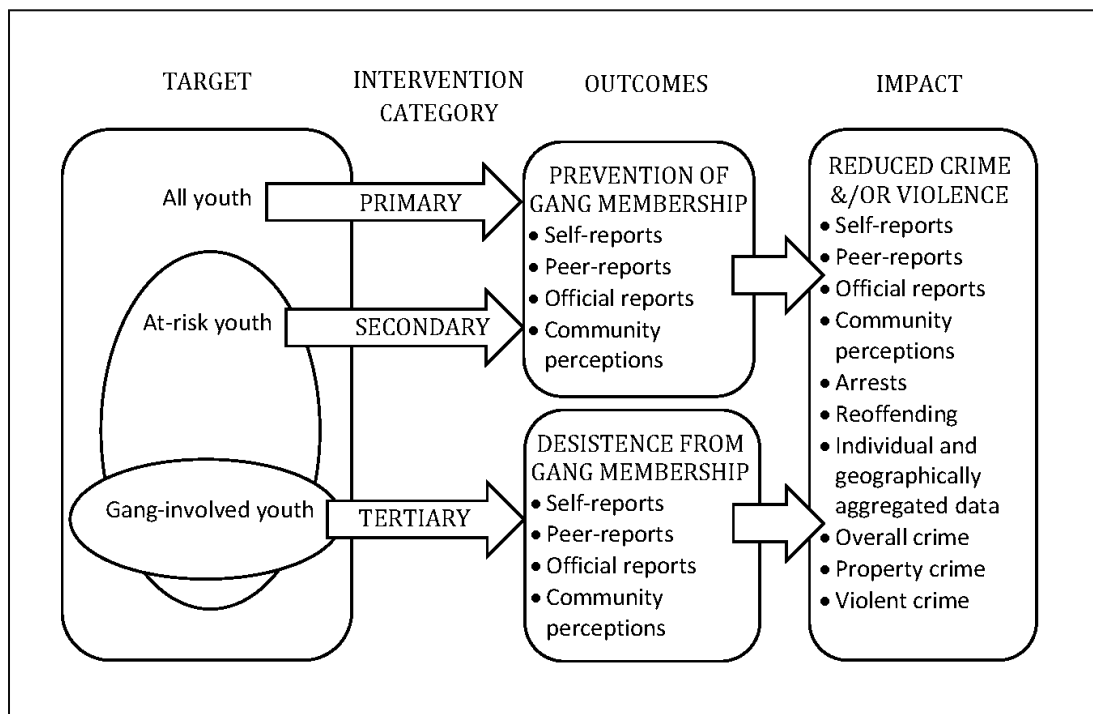 TARGET
INTERVENTION
CATEGORY
OUTCOMES
IMPACT
All youth
At-risk youth
Gang-involved youth
PRIMARY
SECONDARY
TERTIARY
PREVENTION OF
GANG MEMBERSHIP
• Self-reports
• Peer-reports
• Official reports
• Community
perceptions
DESISTENCE FROM
GANG MEMBERSHIP
• Self-reports
• Peer-reports
• Official reports
• Community
perceptions
REDUCED CRIME
&/OR VIOLENCE
• Self-reports
• Peer-reports
• Official reports
• Community
perceptions
• Arrests
• Reoffending
• Individual and
geographically
aggregated data
• Overall crime
• Property crime
• Violent crime